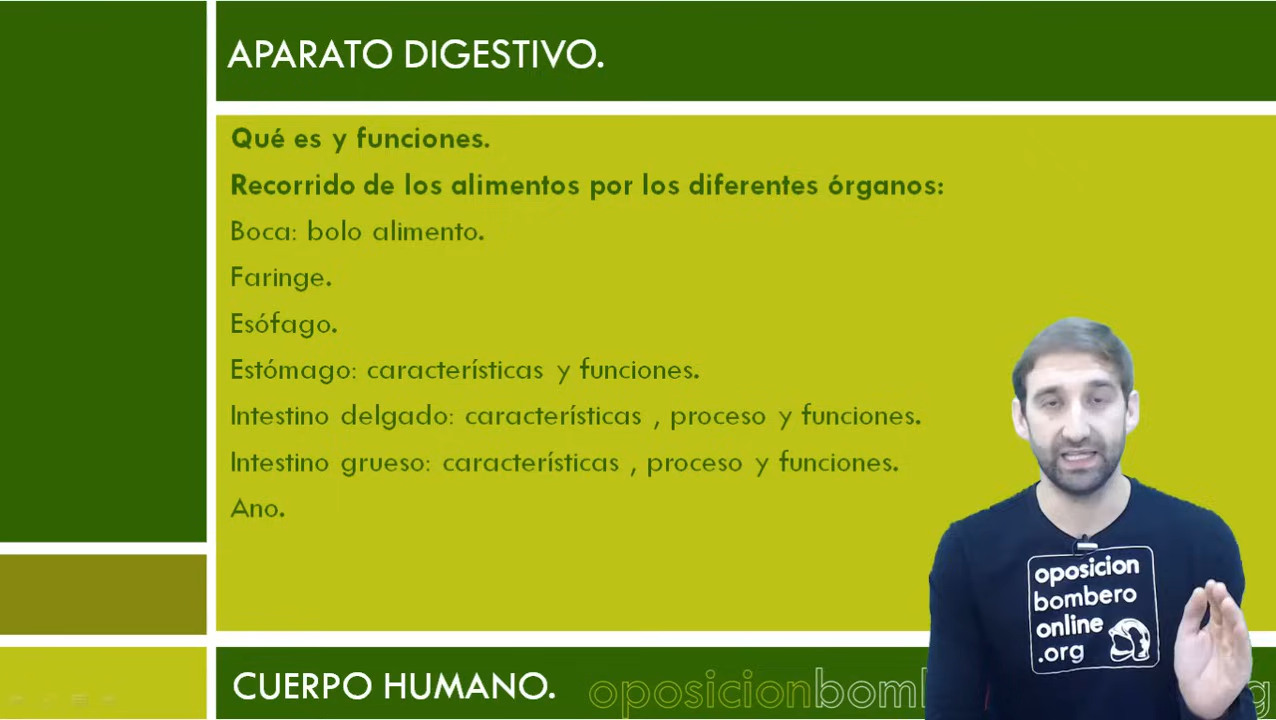 APARATO DIGESTIVO.
Qué es y funciones.
Recorrido de los alimentos por los diferentes órganos:
Boca: bolo alimento.
Faringe.
Esófago.
Estómago: características y funciones.
Intestino delgado: características , proceso y funciones.
Intestino grueso: características , proceso y funciones.
Ano.
oposicion
bombero
online
.org
CUERPO HUMANO.
oposicionbom
g